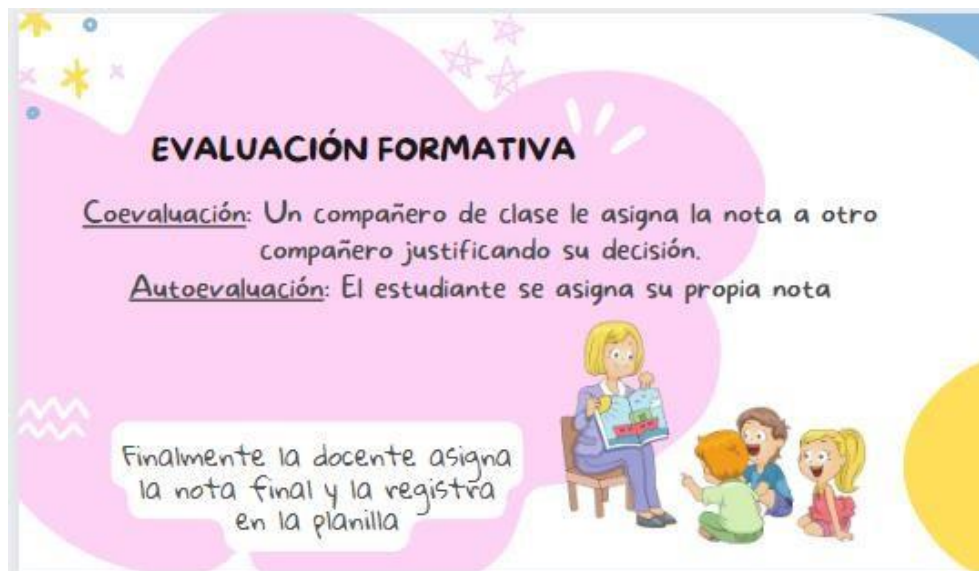 EVALUACIÓN FORMATIVA
Coevaluación: Un compañero de clase le asigna la nota a otro
compañero justificando su decisión.
Autoevaluación: El estudiante se asigna su propia nota
Finalmente la docente asigna
la nota final y la registra
en la planilla